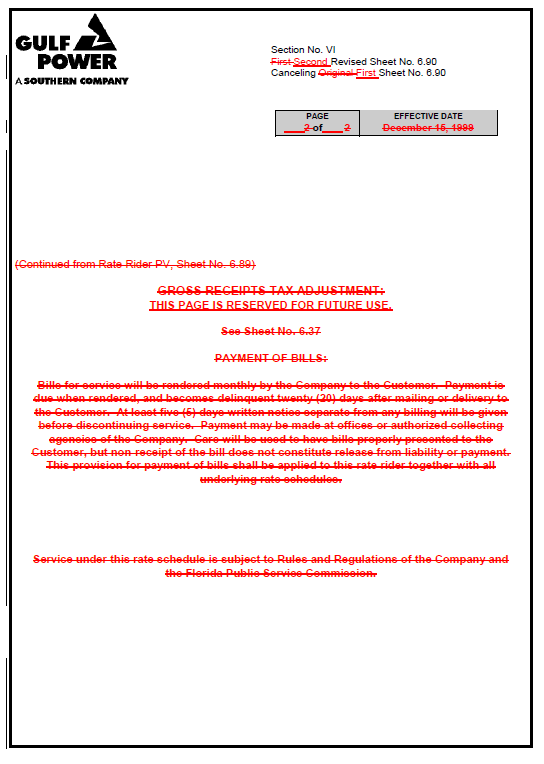 GULF
POWER
A SOUTHERN COMPANY
Section No. VI
First Second Revised Sheet No. 6.90
Canceling Original First Sheet No. 6.90
PAGE
EFFECTIVE DATE
2 of 2
December 15, 1999
(Continued from Rate Rider PV, Sheet No. 6.89)
GROSS RECEIPTS TAX ADJUSTMENT:
THIS PAGE IS RESERVED FOR FUTURE USE.
See Sheet No. 6.37
PAYMENT OF BILLS:
Bills for service will be rendered monthly by the Company to the Customer. Payment is
due when rendered, and becomes delinquent twenty (20) days after mailing or delivery to
the Customer. At least five (5) days written notice separate from any billing will be given
before discontinuing service. Payment may be made at offices or authorized collecting
agencies of the Company. Care will be used to have bills properly presented to the
Customer, but non receipt of the bill does not constitute release from liability or payment.
This provision for payment of bills shall be applied to this rate rider together with all
underlying rate schedules.
Service under this rate schedule is subject to Rules and Regulations of the Company and
the Florida Public Service Commission.